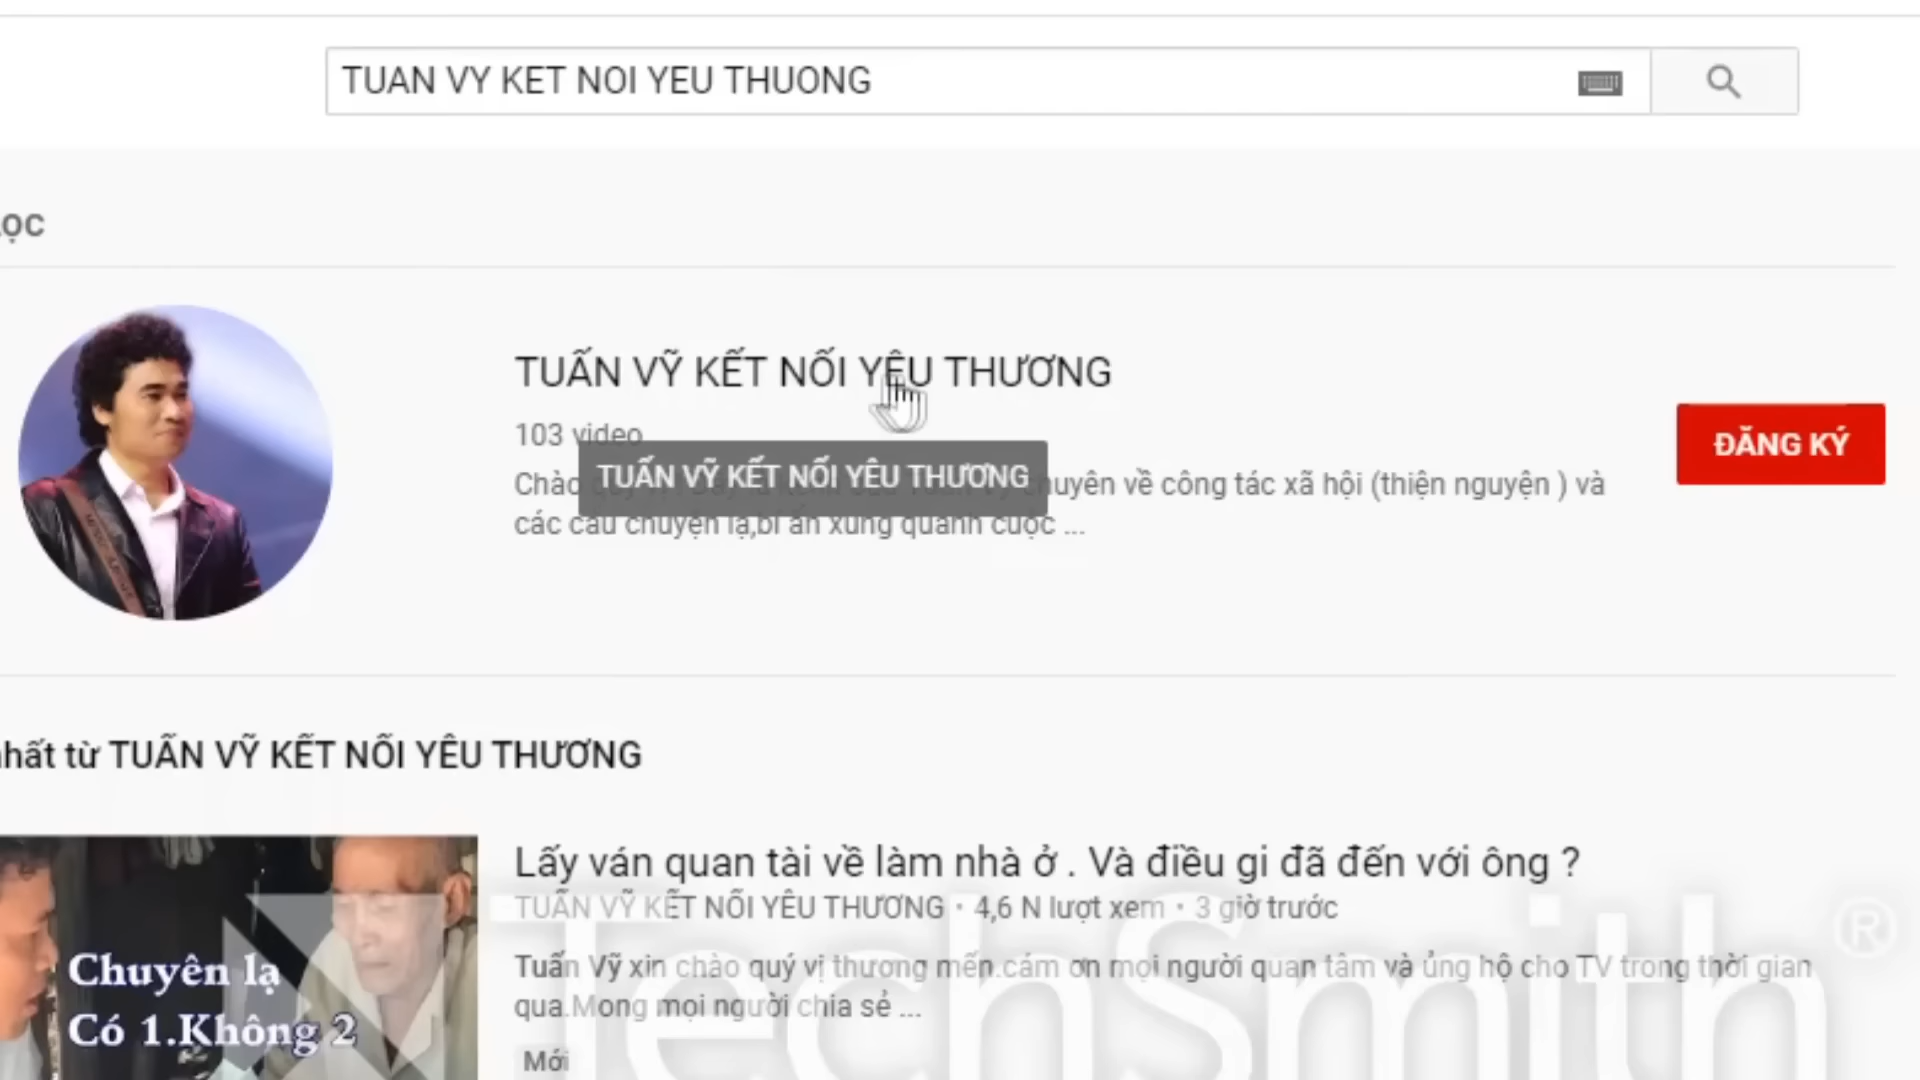 TUAN VY KET NOI YEU THUONG
LỌC
TUẤN VỸ KẾT NỐI YÊU THƯƠNG
103 video
TUẤN VỸ KẾT NỐI YÊU THƯƠNG
Chào chuyên về công tác xã hội (thiện nguyện ) và
các câu chuyện lạ,bí ẩn xung quanh cuộc ...
ĐĂNG KÝ
nhất từ TUẤN VỸ KẾT NỐI YÊU THƯƠNG
Lấy ván quan tài về làm nhà ở . Và điều gi đã đến với ông ?
TUẤN VỸ KẾT NỐI YÊU THƯƠNG • 4,6 N lượt xem • 3 giờ trước
Chuyện lạ
Có 1.Không 2
Tuấn Vỹ xin chào quý vị thương mến.cám ơn mọi người quan tâm và ủng hộ cho TV trong thời gian
qua.Mong mọi người chia sẻ ...
Mới
TechSmith®